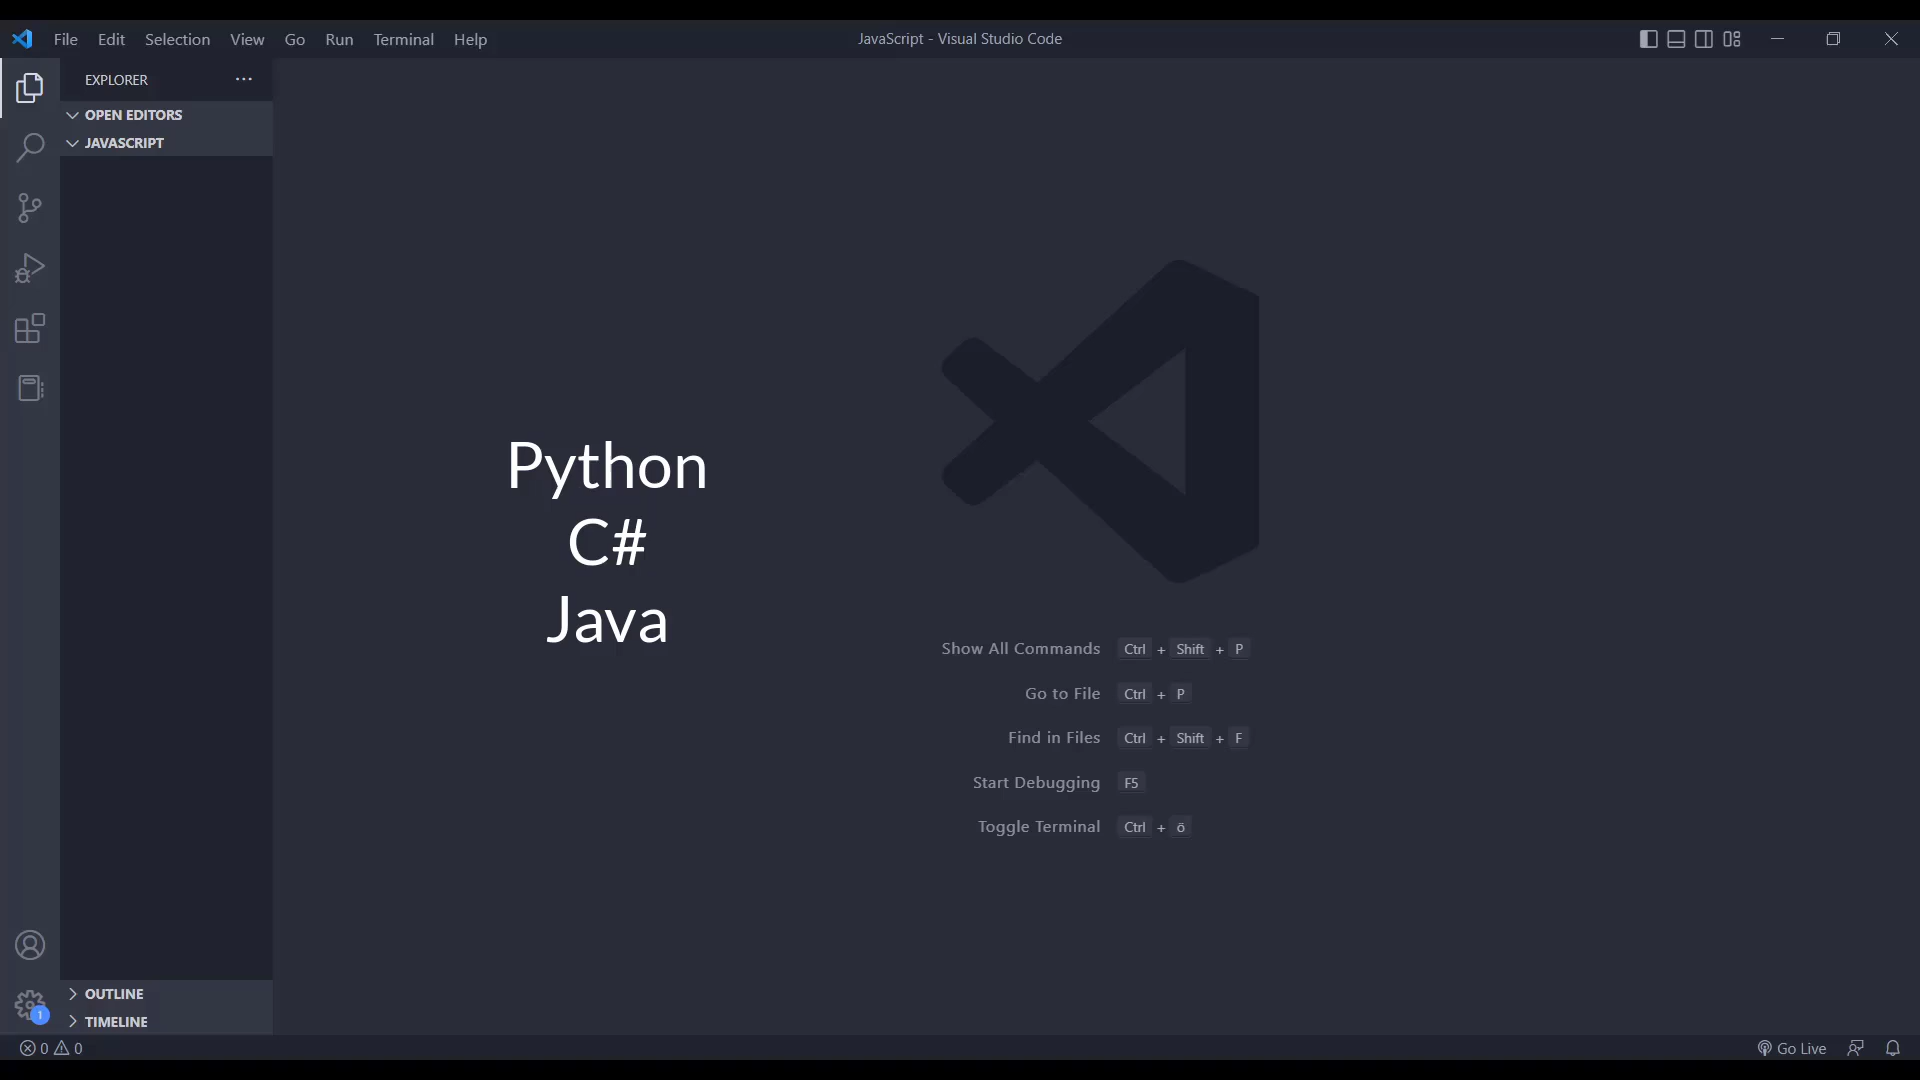 File Edit Selection View Go Run Terminal Help
JavaScript - Visual Studio Code
EXPLORER
OPEN EDITORS
JAVASCRIPT
Python
C#
Java
Show All Commands Ctrl + Shift + P
Go to File Ctrl + P
Find in Files Ctrl + Shift + F
Start Debugging F5
Toggle Terminal Ctrl + ö
OUTLINE
1
TIMELINE
0 0
Go Live